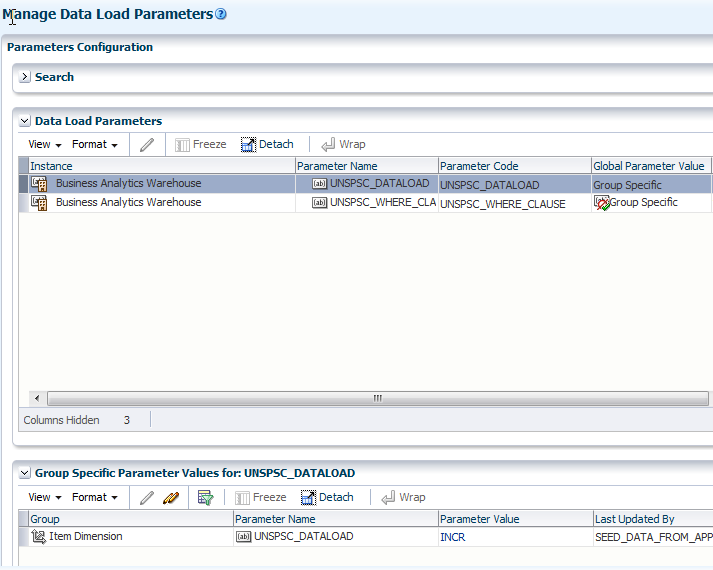 Manage Data Load Parameters
Parameters Configuration
Search
Data Load Parameters
View Format Freeze Detach Wrap
Instance Parameter Name Parameter Code Global Parameter Value
Business Analytics Warehouse UNSPSC_DATALOAD UNSPSC_DATALOAD Group Specific
Business Analytics Warehouse UNSPSC_WHERE_CLA UNSPSC_WHERE_CLAUSE Group Specific
Columns Hidden 3
Group Specific Parameter Values for: UNSPSC_DATALOAD
View Format Freeze Detach Wrap
Group Parameter Name Parameter Value Last Updated By
Item Dimension UNSPSC_DATALOAD INCR SEED_DATA_FROM_APP